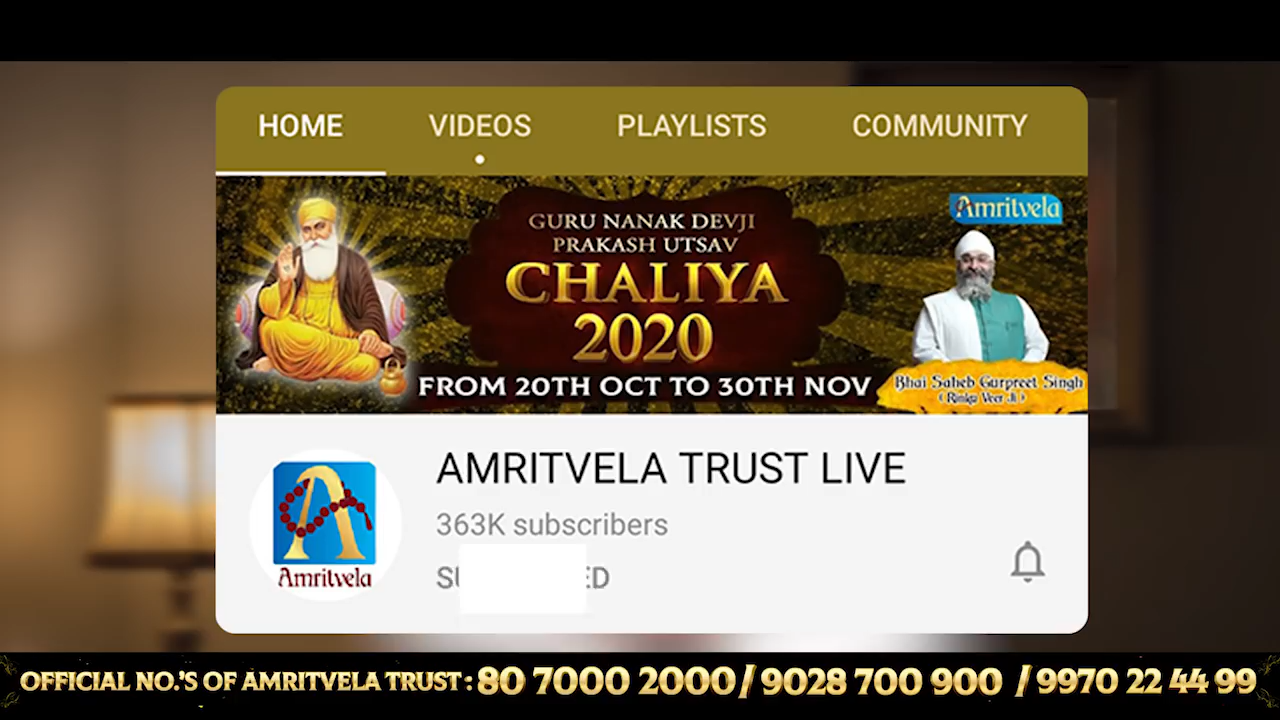 HOME VIDEOS PLAYLISTS COMMUNITY
Amritvela
GURU NANAK DEVJI
PRAKASH UTSAV
CHALIYA
2020
FROM 20TH OCT TO 30TH NOV
Bhai Saheb Gurpreet Singh
( Rinku Veer Ji )
AMRITVELA TRUST LIVE
363K subscribers
Amritvela
OFFICIAL NO.'S OF AMRITVELA TRUST : 80 7000 2000 / 9028 700 900 / 9970 22 44 99